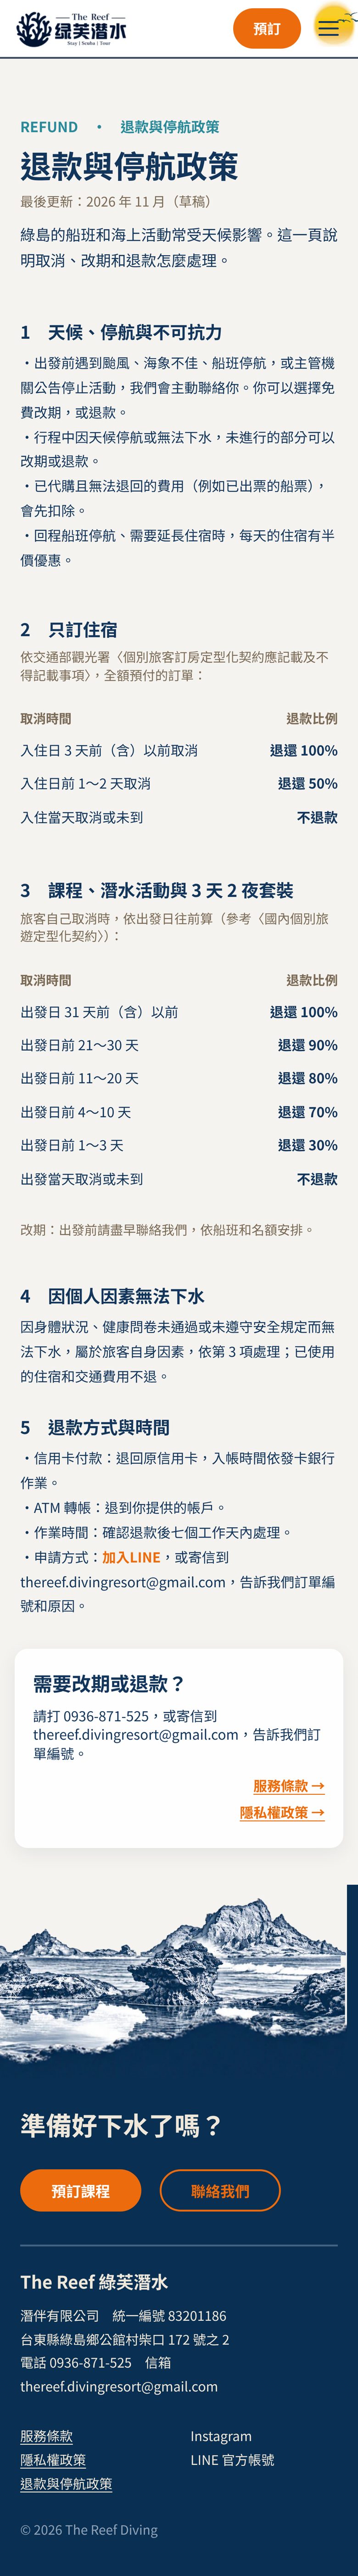 The Reef
綠芙潛水
Stay | Scuba | Tour
預訂
REFUND • 退款與停航政策
退款與停航政策
最後更新：2026 年 11 月（草稿）
綠島的船班和海上活動常受天候影響。這一頁說
明取消、改期和退款怎麼處理。
1 天候、停航與不可抗力
・出發前遇到颱風、海象不佳、船班停航，或主管機
關公告停止活動，我們會主動聯絡你。你可以選擇免
費改期，或退款。
・行程中因天候停航或無法下水，未進行的部分可以
改期或退款。
・已代購且無法退回的費用（例如已出票的船票），
會先扣除。
・回程船班停航、需要延長住宿時，每天的住宿有半
價優惠。
2 只訂住宿
依交通部觀光署〈個別旅客訂房定型化契約應記載及不
得記載事項〉，全額預付的訂單：
取消時間 退款比例
入住日 3 天前（含）以前取消 退還 100%
入住日前 1～2 天取消 退還 50%
入住當天取消或未到 不退款
3 課程、潛水活動與 3 天 2 夜套裝
旅客自己取消時，依出發日往前算（參考〈國內個別旅
遊定型化契約〉）：
取消時間 退款比例
出發日 31 天前（含）以前 退還 100%
出發日前 21～30 天 退還 90%
出發日前 11～20 天 退還 80%
出發日前 4～10 天 退還 70%
出發日前 1～3 天 退還 30%
出發當天取消或未到 不退款
改期：出發前請盡早聯絡我們，依船班和名額安排。
4 因個人因素無法下水
因身體狀況、健康問卷未通過或未遵守安全規定而無
法下水，屬於旅客自身因素，依第 3 項處理；已使用
的住宿和交通費用不退。
5 退款方式與時間
・信用卡付款：退回原信用卡，入帳時間依發卡銀行
作業。
・ATM 轉帳：退到你提供的帳戶。
・作業時間：確認退款後七個工作天內處理。
・申請方式：加入LINE，或寄信到
thereef.divingresort@gmail.com，告訴我們訂單編
號和原因。
需要改期或退款？
請打 0936-871-525，或寄信到
thereef.divingresort@gmail.com，告訴我們訂
單編號。
服務條款 →
隱私權政策 →
準備好下水了嗎？
預訂課程 聯絡我們
The Reef 綠芙潛水
潛伴有限公司 統一編號 83201186
台東縣綠島鄉公館村柴口 172 號之 2
電話 0936-871-525 信箱
thereef.divingresort@gmail.com
服務條款 Instagram
隱私權政策 LINE 官方帳號
退款與停航政策
© 2026 The Reef Diving